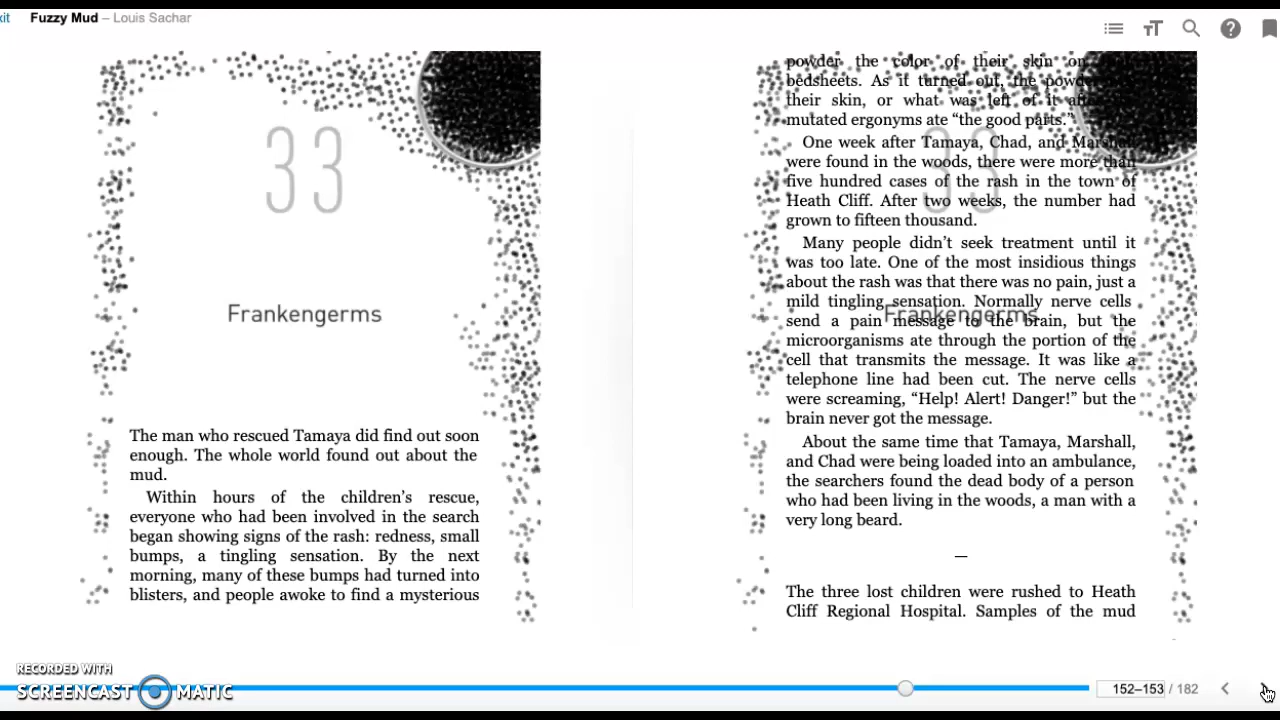 xit Fuzzy Mud – Louis Sachar
33
Frankengerms
The man who rescued Tamaya did find out soon
enough. The whole world found out about the
mud.
Within hours of the children's rescue,
everyone who had been involved in the search
began showing signs of the rash: redness, small
bumps, a tingling sensation. By the next
morning, many of these bumps had turned into
blisters, and people awoke to find a mysterious
33
Frankengerms
powder the color of their skin on
bedsheets. As it turned out, the
their skin, or what was left of it
mutated ergonyms ate “the good parts.”
One week after Tamaya, Chad, and Marshall
were found in the woods, there were more than
five hundred cases of the rash in the town of
Heath Cliff. After two weeks, the number had
grown to fifteen thousand.
Many people didn't seek treatment until it
was too late. One of the most insidious things
about the rash was that there was no pain, just a
mild tingling sensation. Normally nerve cells
send a pain message to the brain, but the
microorganisms ate through the portion of the
cell that transmits the message. It was like a
telephone line had been cut. The nerve cells
were screaming, “Help! Alert! Danger!” but the
brain never got the message.
About the same time that Tamaya, Marshall,
and Chad were being loaded into an ambulance,
the searchers found the dead body of a person
who had been living in the woods, a man with a
very long beard.
—
The three lost children were rushed to Heath
Cliff Regional Hospital. Samples of the mud
RECORDED WITH
SCREENCAST MATIC
152–153 / 182